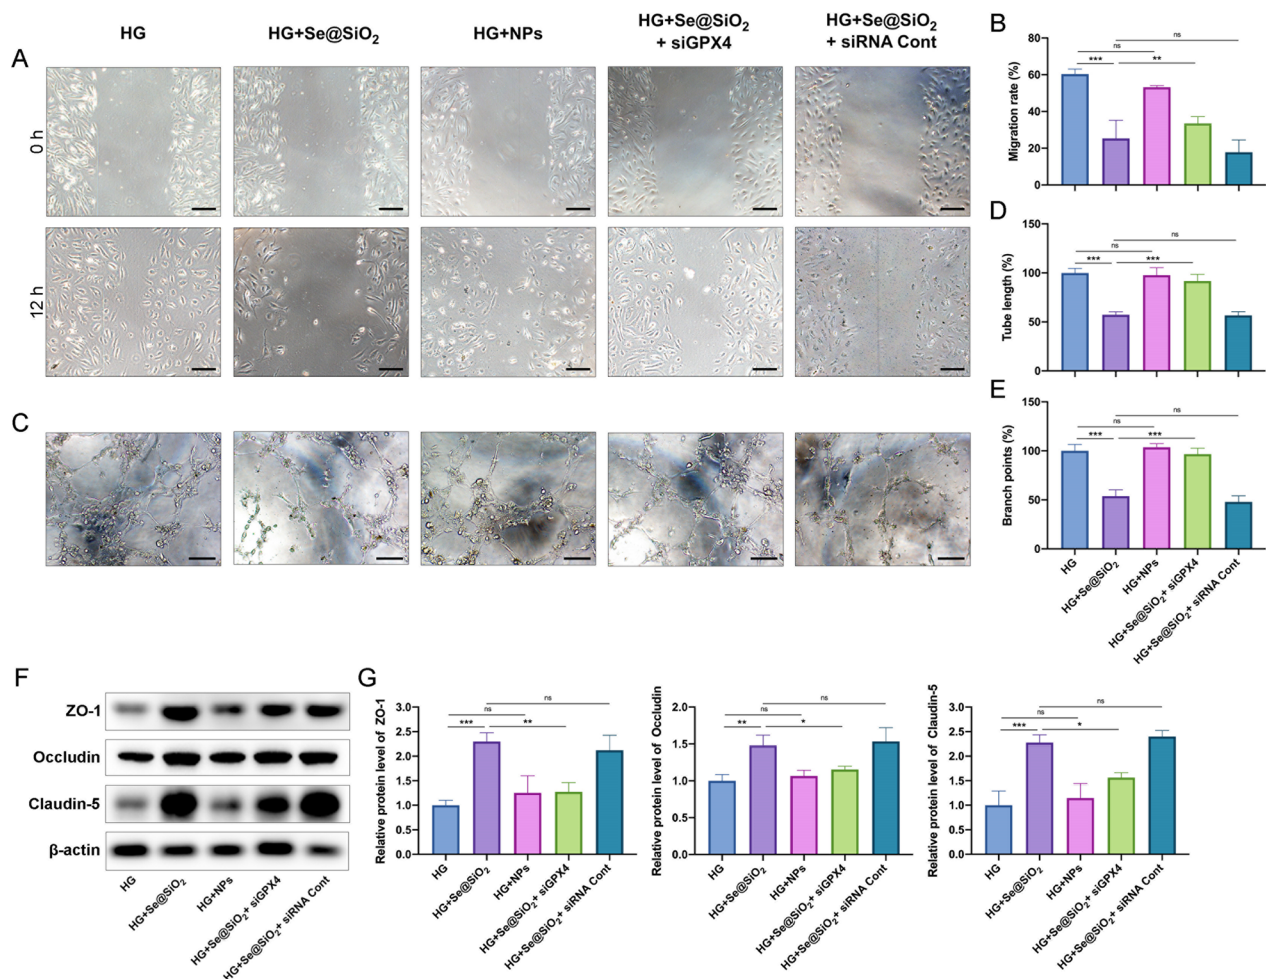 HG
HG+Se@SiO₂
HG+NPs
HG+Se@SiO₂
+ siGPX4
HG+Se@SiO₂
+ siRNA Cont
A
0 h
12 h
B
Migration rate (%)
80
60
40
20
0
ns
ns
***
**
C
D
Tube length (%)
150
100
50
0
ns
ns
***
***
E
Branch points (%)
150
100
50
0
ns
ns
***
***
HG
HG+Se@SiO₂
HG+NPs
HG+Se@SiO₂+ siGPX4
HG+Se@SiO₂+ siRNA Cont
F
ZO-1
Occludin
Claudin-5
β-actin
HG
HG+Se@SiO₂
HG+NPs
HG+Se@SiO₂+ siGPX4
HG+Se@SiO₂+ siRNA Cont
G
Relative protein level of ZO-1
3.0
2.5
2.0
1.5
1.0
0.5
0.0
ns
ns
***
**
HG
HG+Se@SiO₂
HG+NPs
HG+Se@SiO₂+ siGPX4
HG+Se@SiO₂+ siRNA Cont
Relative protein level of Occludin
2.0
1.5
1.0
0.5
0.0
ns
ns
**
*
HG
HG+Se@SiO₂
HG+NPs
HG+Se@SiO₂+ siGPX4
HG+Se@SiO₂+ siRNA Cont
Relative protein level of Claudin-5
3.0
2.5
2.0
1.5
1.0
0.5
0.0
ns
ns
***
*
HG
HG+Se@SiO₂
HG+NPs
HG+Se@SiO₂+ siGPX4
HG+Se@SiO₂+ siRNA Cont